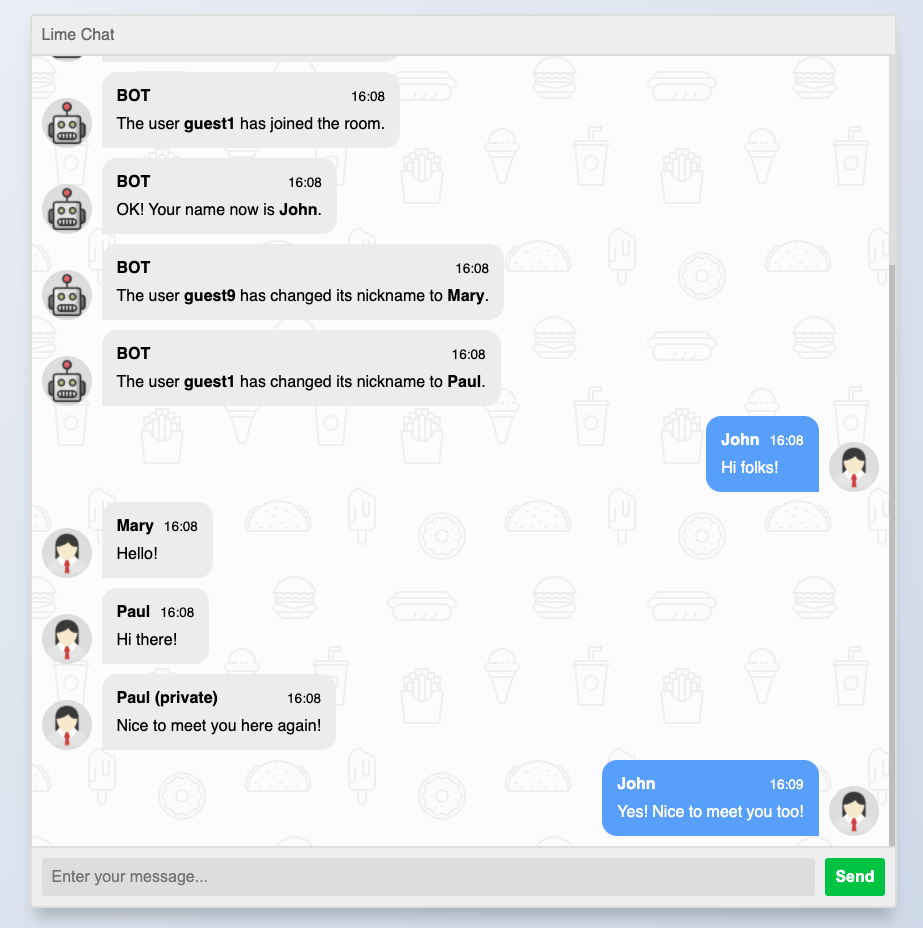 Lime Chat
BOT 16:08
The user guest1 has joined the room.
BOT 16:08
OK! Your name now is John.
BOT 16:08
The user guest9 has changed its nickname to Mary.
BOT 16:08
The user guest1 has changed its nickname to Paul.
John 16:08
Hi folks!
Mary 16:08
Hello!
Paul 16:08
Hi there!
Paul (private) 16:08
Nice to meet you here again!
John 16:09
Yes! Nice to meet you too!
Enter your message... Send